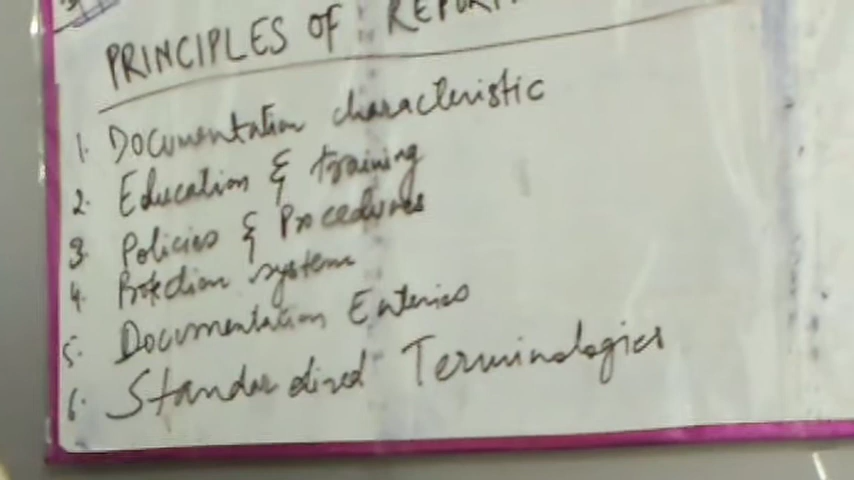 PRINCIPLES OF
1. Documentation characteristic
2. Education & training
3. Policies & Procedures
4. Protection system
5. Documentation Enteries
6. Standardized Terminologies